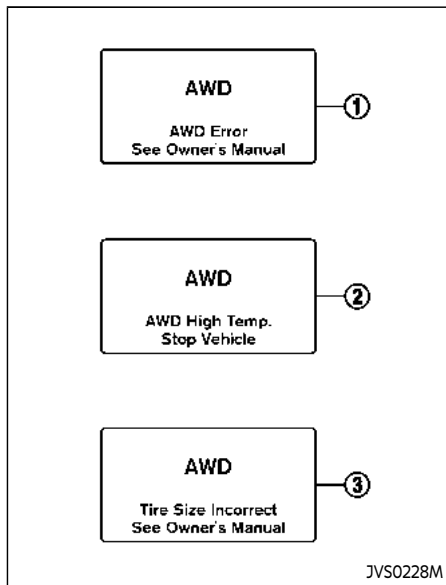 AWD
AWD Error
See Owner's Manual
①
AWD
AWD High Temp.
Stop Vehicle
②
AWD
Tire Size Incorrect
See Owner's Manual
③
JVS0228M